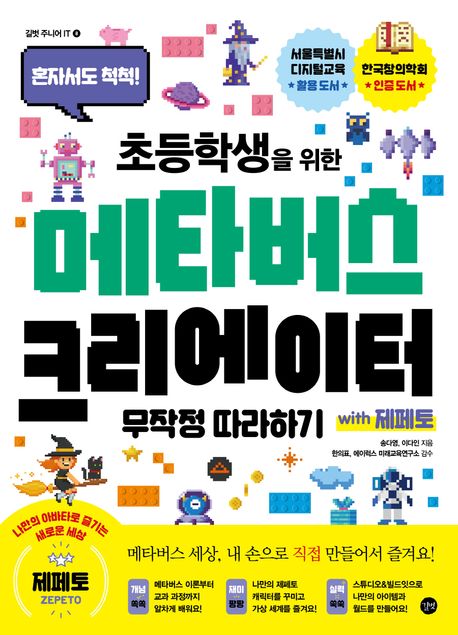 길벗 주니어 IT 4
혼자서도 척척!
서울특별시
디지털교육
★활용 도서★
한국창의학회
★인증 도서★
초등학생을 위한
메타버스
크리에이터
무작정 따라하기
with 제페토
송다영, 이다인 지음
한의표, 에이럭스 미래교육연구소 감수
나만의 아바타로 즐기는
새로운 세상
제페토
ZEPETO
메타버스 세상, 내 손으로 직접 만들어서 즐겨요!
개념
쏙쏙
메타버스 이론부터
교과 과정까지
알차게 배워요!
재미
팡팡
나만의 제페토
캐릭터를 꾸미고
가상 세계를 즐겨요!
실력
쑥쑥
스튜디오&빌드잇으로
나만의 아이템과
월드를 만들어요!
길벗